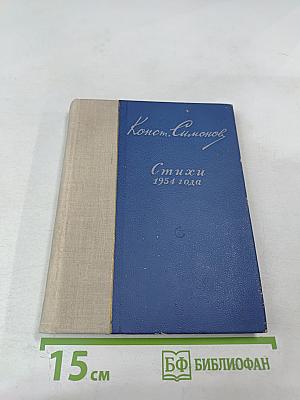 Конст. Симонов
Стихи
1954 года
15 см
БФ БИБЛИОФАН